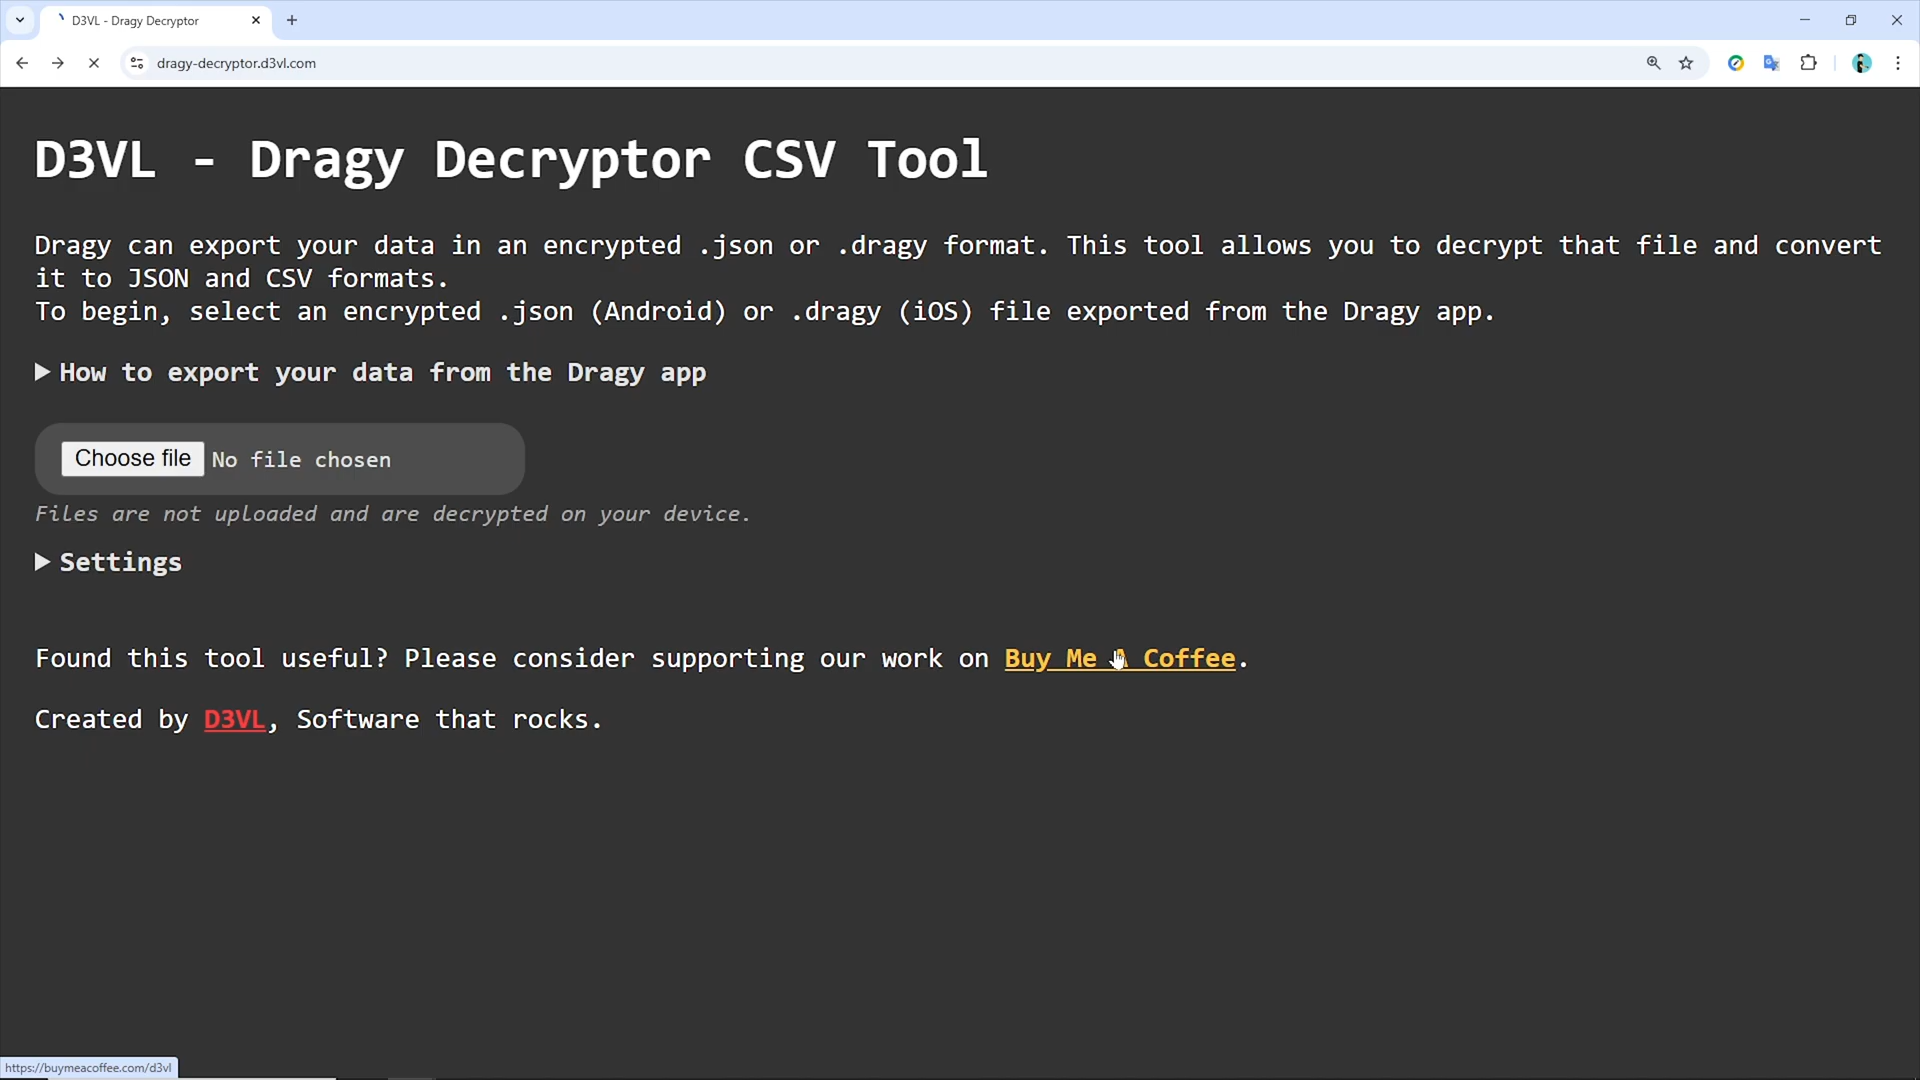 D3VL - Dragy Decryptor
dragy-decryptor.d3vl.com
D3VL - Dragy Decryptor CSV Tool
Dragy can export your data in an encrypted .json or .dragy format. This tool allows you to decrypt that file and convert
it to JSON and CSV formats.
To begin, select an encrypted .json (Android) or .dragy (iOS) file exported from the Dragy app.
How to export your data from the Dragy app
Choose file No file chosen
Files are not uploaded and are decrypted on your device.
Settings
Found this tool useful? Please consider supporting our work on Buy Me A Coffee.
Created by D3VL, Software that rocks.
https://buymeacoffee.com/d3vl